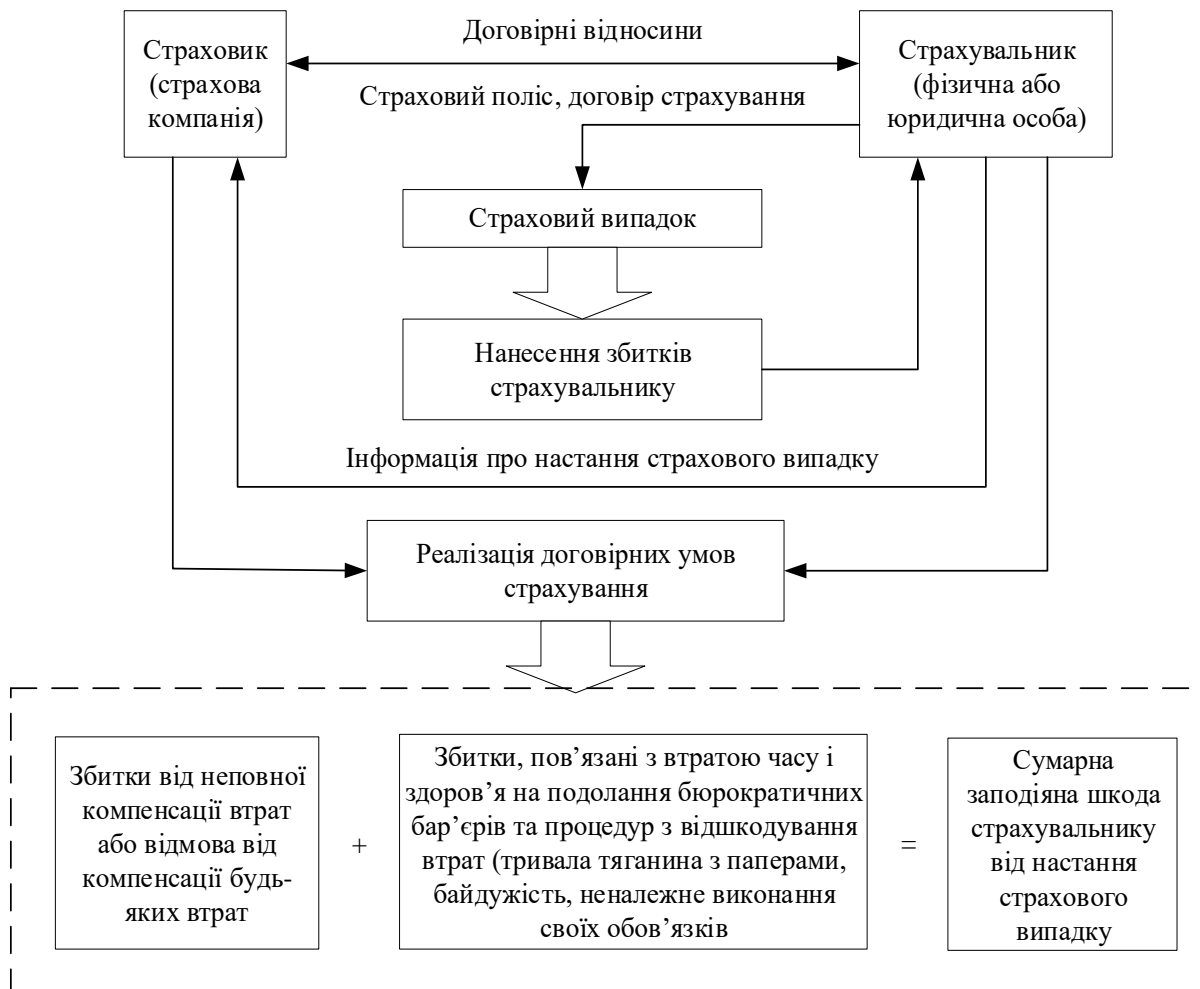 Страховик
(страхова
компанія)
Договірні відносини
Страховий поліс, договір страхування
Страхувальник
(фізична або
юридична особа)
Страховий випадок
Нанесення збитків
страхувальнику
Інформація про настання страхового випадку
Реалізація договірних умов
страхування
Збитки від неповної
компенсації втрат
або відмова від
компенсації будь-
яких втрат
+
Збитки, пов’язані з втратою часу і
здоров’я на подолання бюрократичних
бар’єрів та процедур з відшкодування
втрат (тривала тяганина з паперами,
байдужість, неналежне виконання
своїх обов’язків
=
Сумарна
заподіяна шкода
страхувальнику
від настання
страхового
випадку